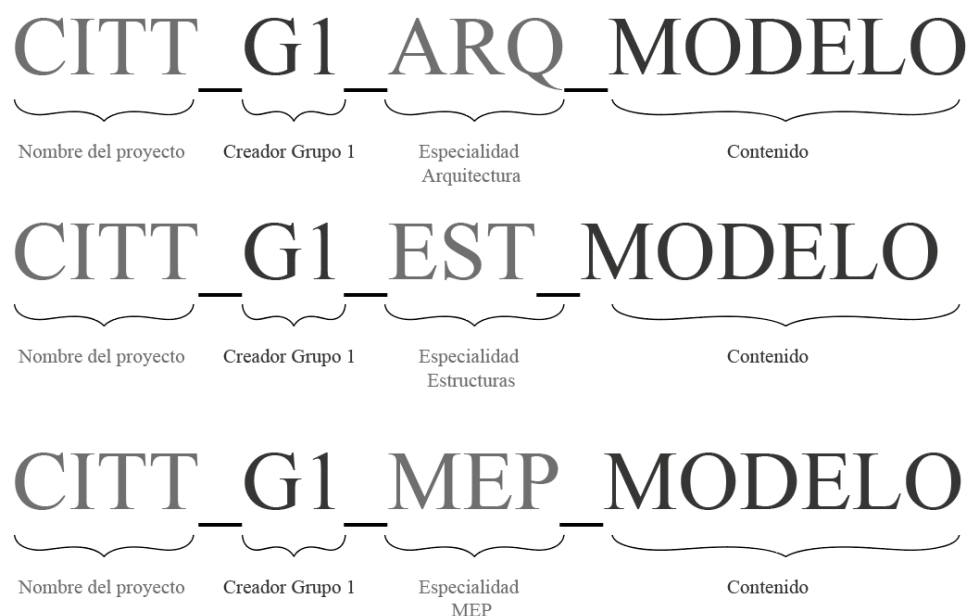 CITT_G1_ARQ_MODELO
Nombre del proyecto Creador Grupo 1 Especialidad Contenido
Arquitectura
CITT_G1_EST_MODELO
Nombre del proyecto Creador Grupo 1 Especialidad Contenido
Estructuras
CITT_G1_MEP_MODELO
Nombre del proyecto Creador Grupo 1 Especialidad Contenido
MEP